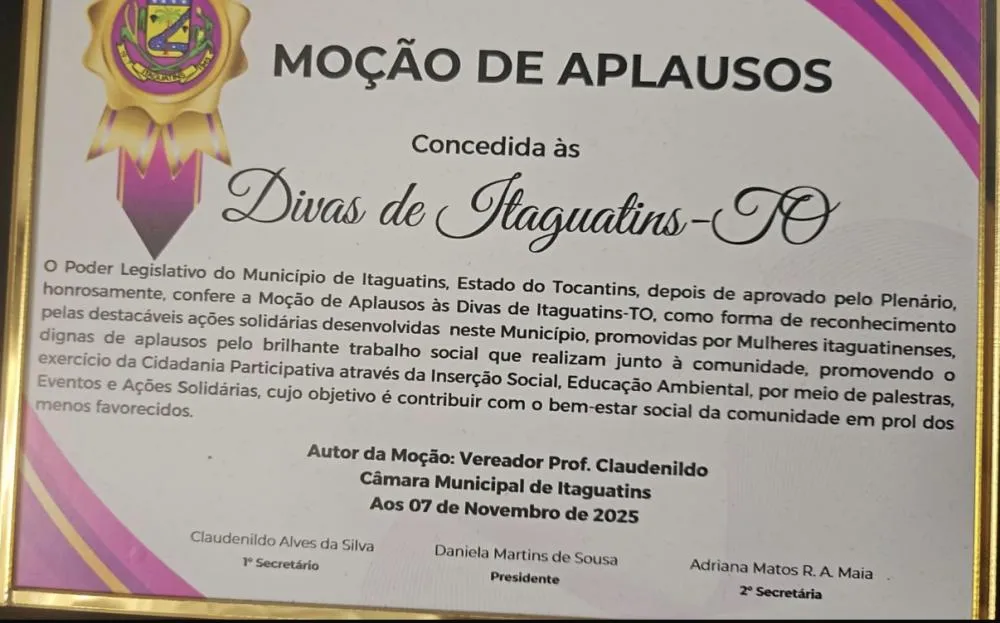 ITAGUATINS
MOÇÃO DE APLAUSOS
Concedida às
Divas de Itaguatins-TO
O Poder Legislativo do Município de Itaguatins, Estado do Tocantins, depois de aprovado pelo Plenário,
honrosamente, confere a Moção de Aplausos às Divas de Itaguatins-TO, como forma de reconhecimento
pelas destacáveis ações solidárias desenvolvidas neste Município, promovidas por Mulheres itaguatinenses,
dignas de aplausos pelo brilhante trabalho social que realizam junto à comunidade, promovendo o
exercício da Cidadania Participativa através da Inserção Social, Educação Ambiental, por meio de palestras,
Eventos e Ações Solidárias, cujo objetivo é contribuir com o bem-estar social da comunidade em prol dos
menos favorecidos.
Autor da Moção: Vereador Prof. Claudenildo
Câmara Municipal de Itaguatins
Aos 07 de Novembro de 2025
Claudenildo Alves da Silva
1º Secretário
Daniela Martins de Sousa
Presidente
Adriana Matos R. A. Maia
2º Secretária